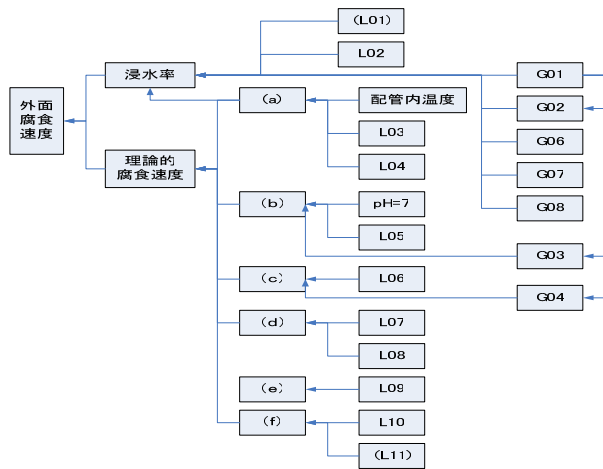 (L01)
L02
浸水率
G01
外面
腐食
速度
(a)
配管内温度
G02
L03
G06
理論的
腐食速度
L04
G07
(b)
pH=7
G08
L05
G03
(c)
L06
G04
(d)
L07
L08
(e)
L09
(f)
L10
(L11)